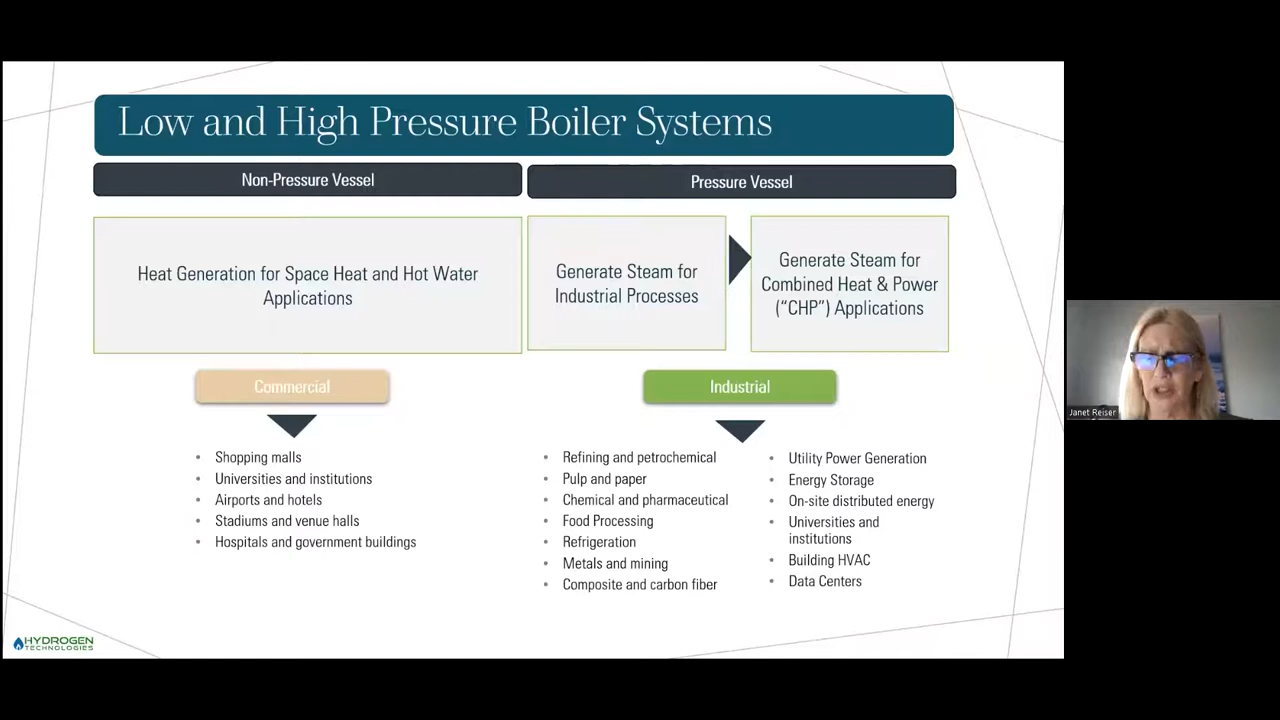 Low and High Pressure Boiler Systems
Non-Pressure Vessel
Pressure Vessel
Heat Generation for Space Heat and Hot Water
Applications
Generate Steam for
Industrial Processes
Generate Steam for
Combined Heat & Power
(“CHP”) Applications
Commercial
Industrial
• Shopping malls
• Universities and institutions
• Airports and hotels
• Stadiums and venue halls
• Hospitals and government buildings
• Refining and petrochemical
• Pulp and paper
• Chemical and pharmaceutical
• Food Processing
• Refrigeration
• Metals and mining
• Composite and carbon fiber
• Utility Power Generation
• Energy Storage
• On-site distributed energy
• Universities and
institutions
• Building HVAC
• Data Centers
HYDROGEN
TECHNOLOGIES
Janet Reiser